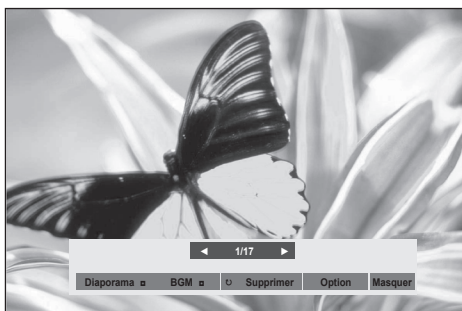 ◄ 1/17 ►
Diaporama ◘ BGM ◘ ↻ Supprimer Option Masquer